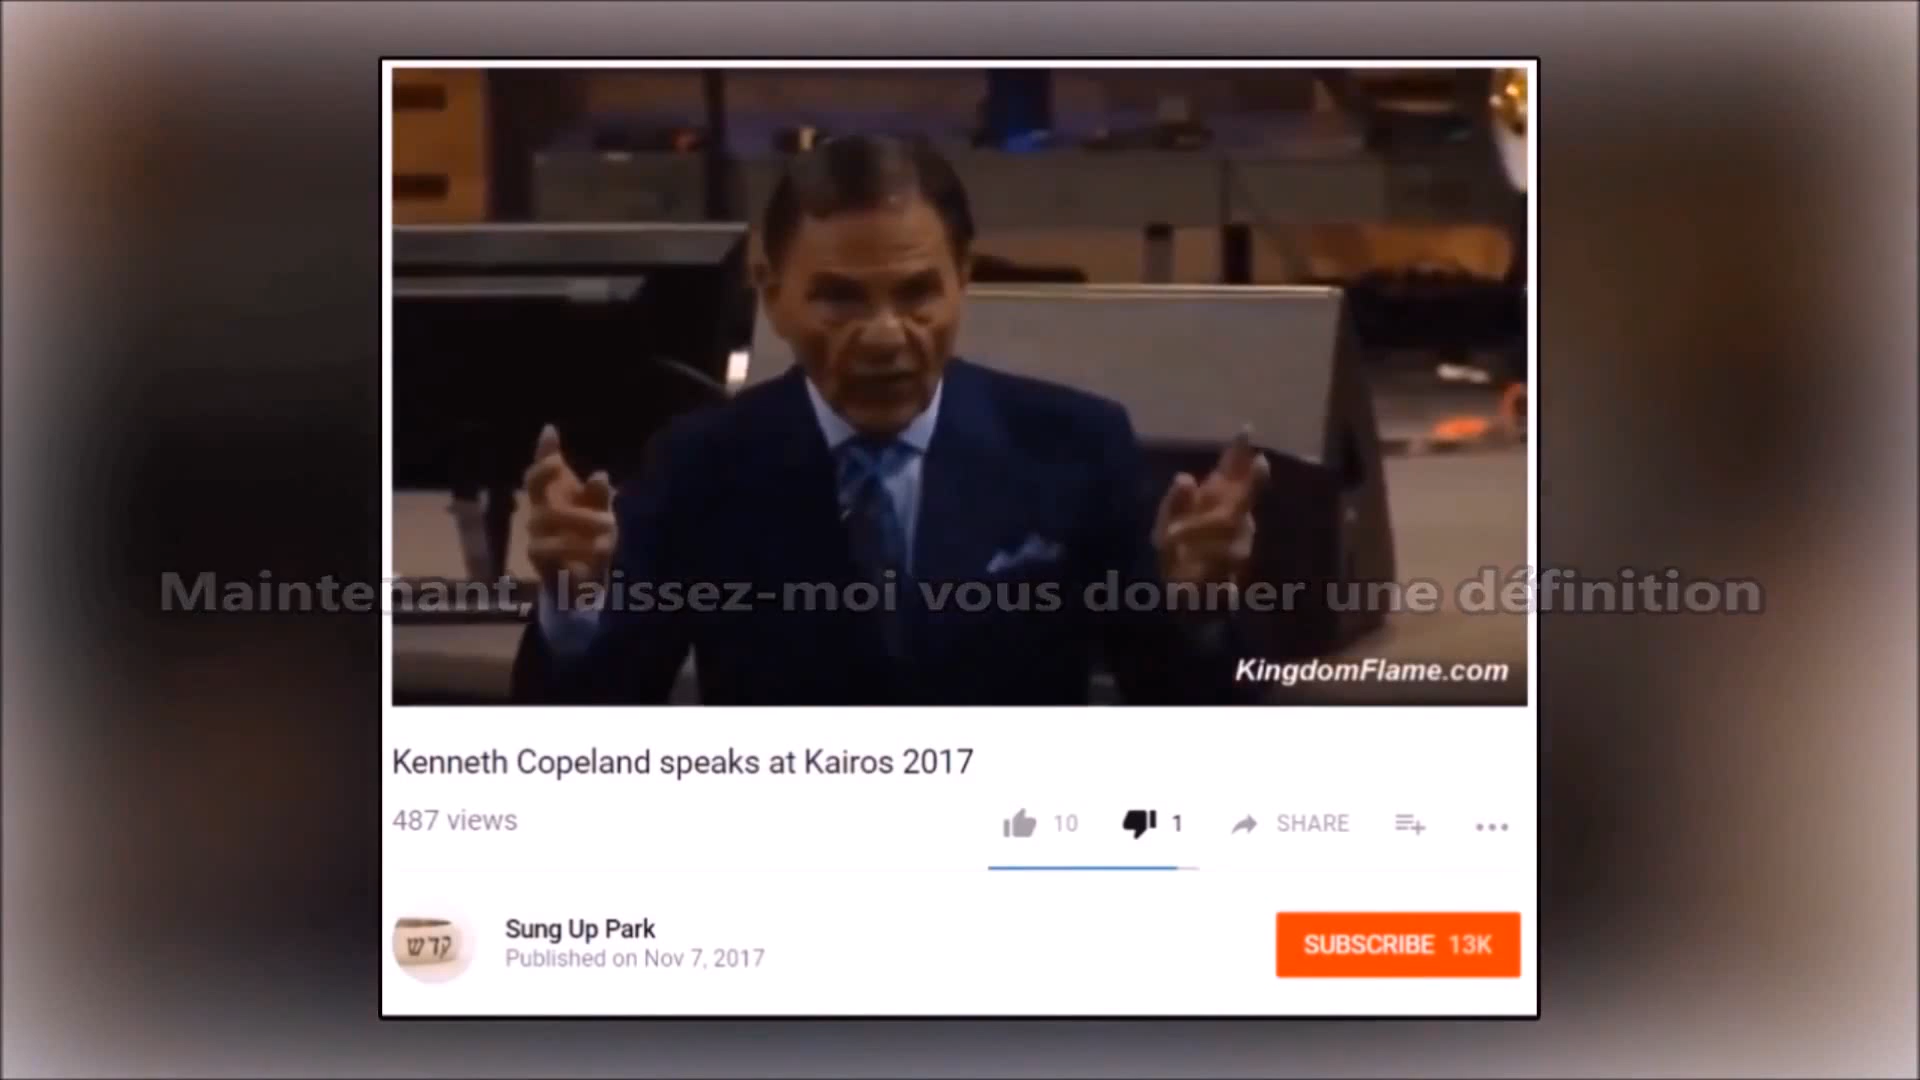 Maintenant, laissez-moi vous donner une définition
KingdomFlame.com
Kenneth Copeland speaks at Kairos 2017
487 views
10
1
SHARE
קדש
Sung Up Park
Published on Nov 7, 2017
SUBSCRIBE 13K